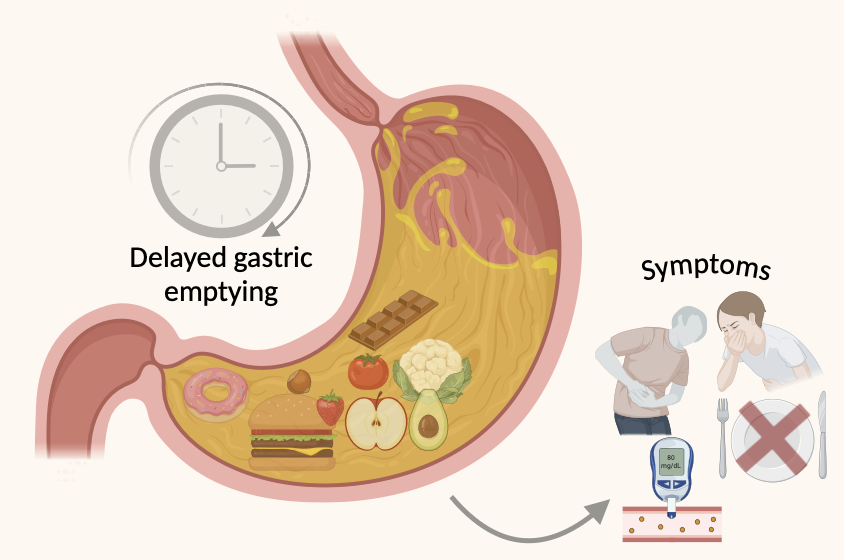 Delayed gastric
emptying
Symptoms
80
mg/dL